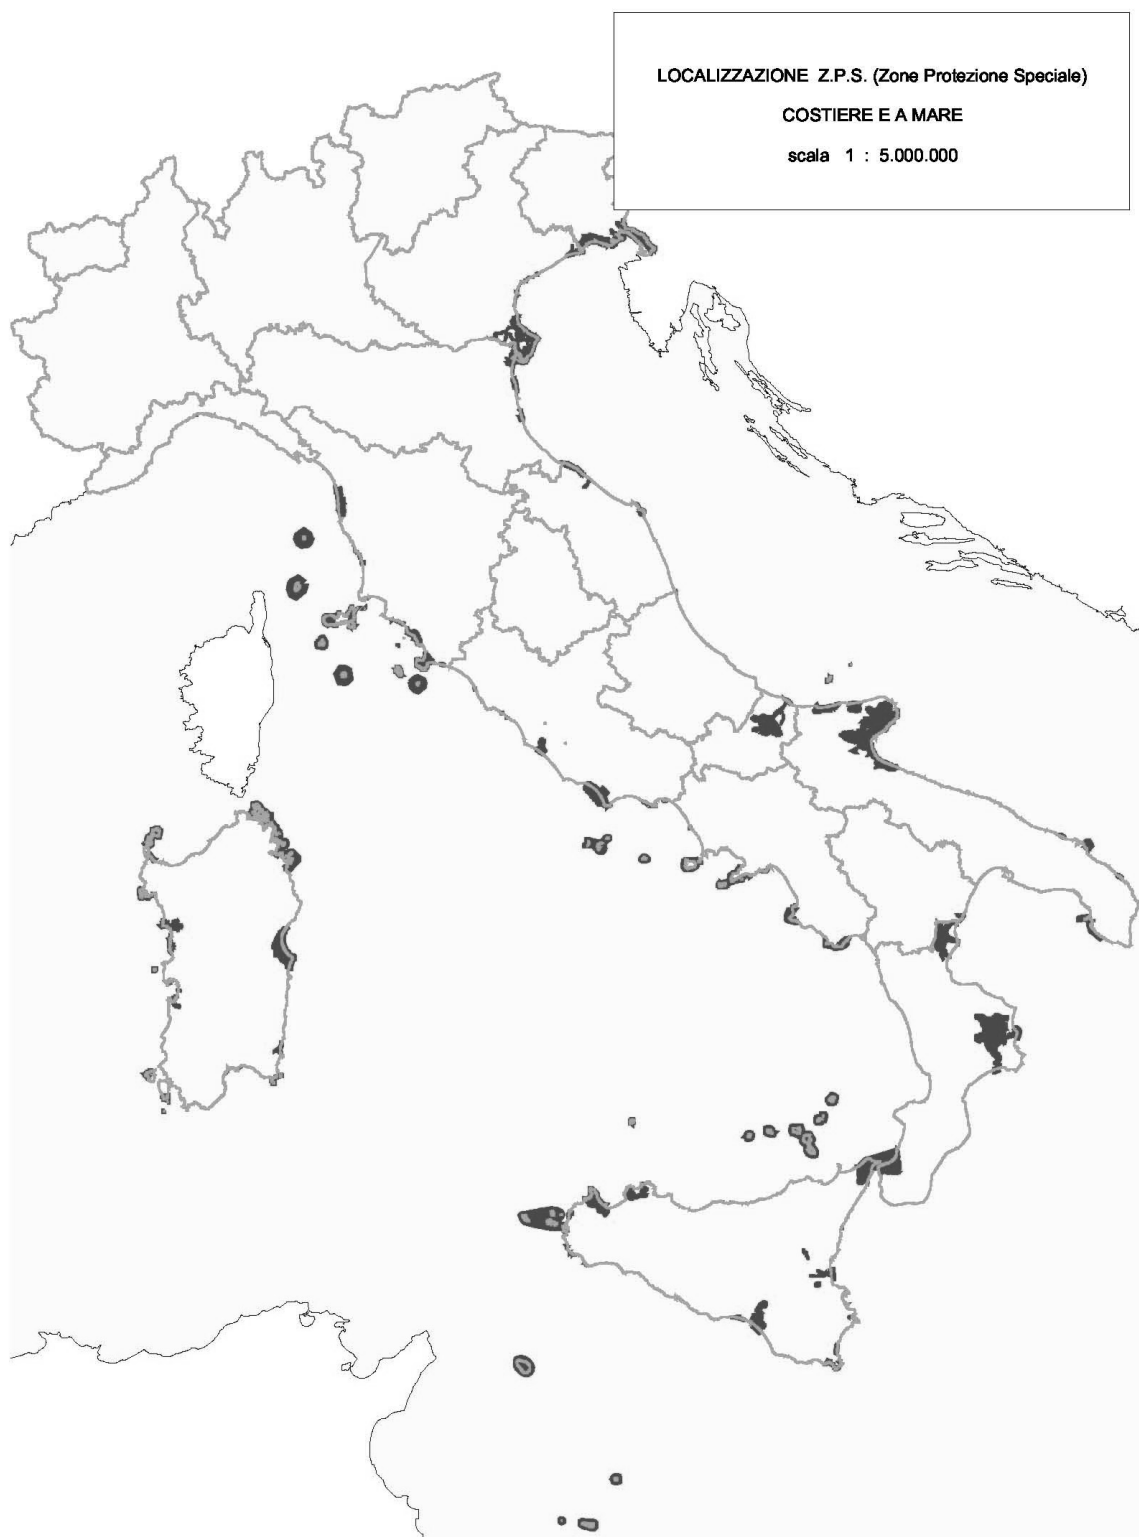 LOCALIZZAZIONE Z.P.S. (Zone Protezione Speciale)
COSTIERE E A MARE
scala 1 : 5.000.000